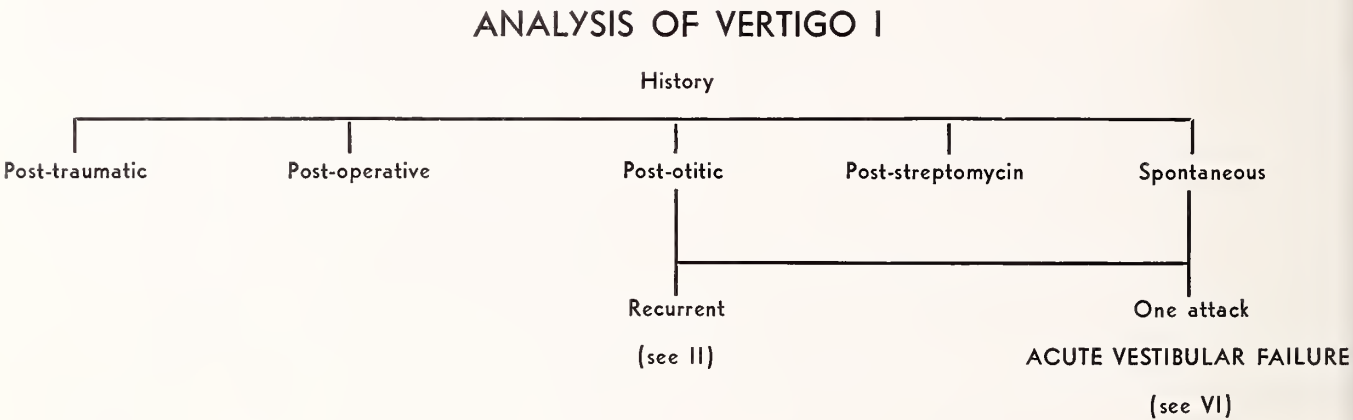 ANALYSIS OF VERTIGO I
History
Post-traumatic Post-operative Post-otitic Post-streptomycin Spontaneous
Recurrent One attack
(see II) ACUTE VESTIBULAR FAILURE
(see VI)